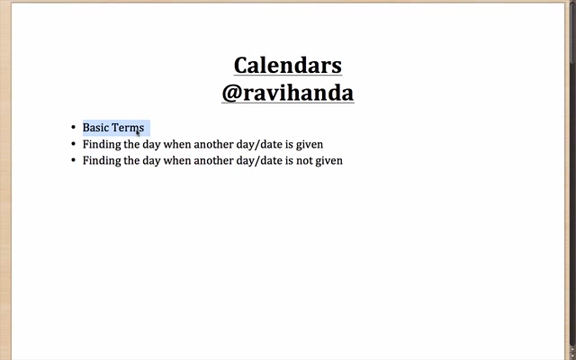 Calendars
@ravihanda
• Basic Terms
• Finding the day when another day/date is given
• Finding the day when another day/date is not given